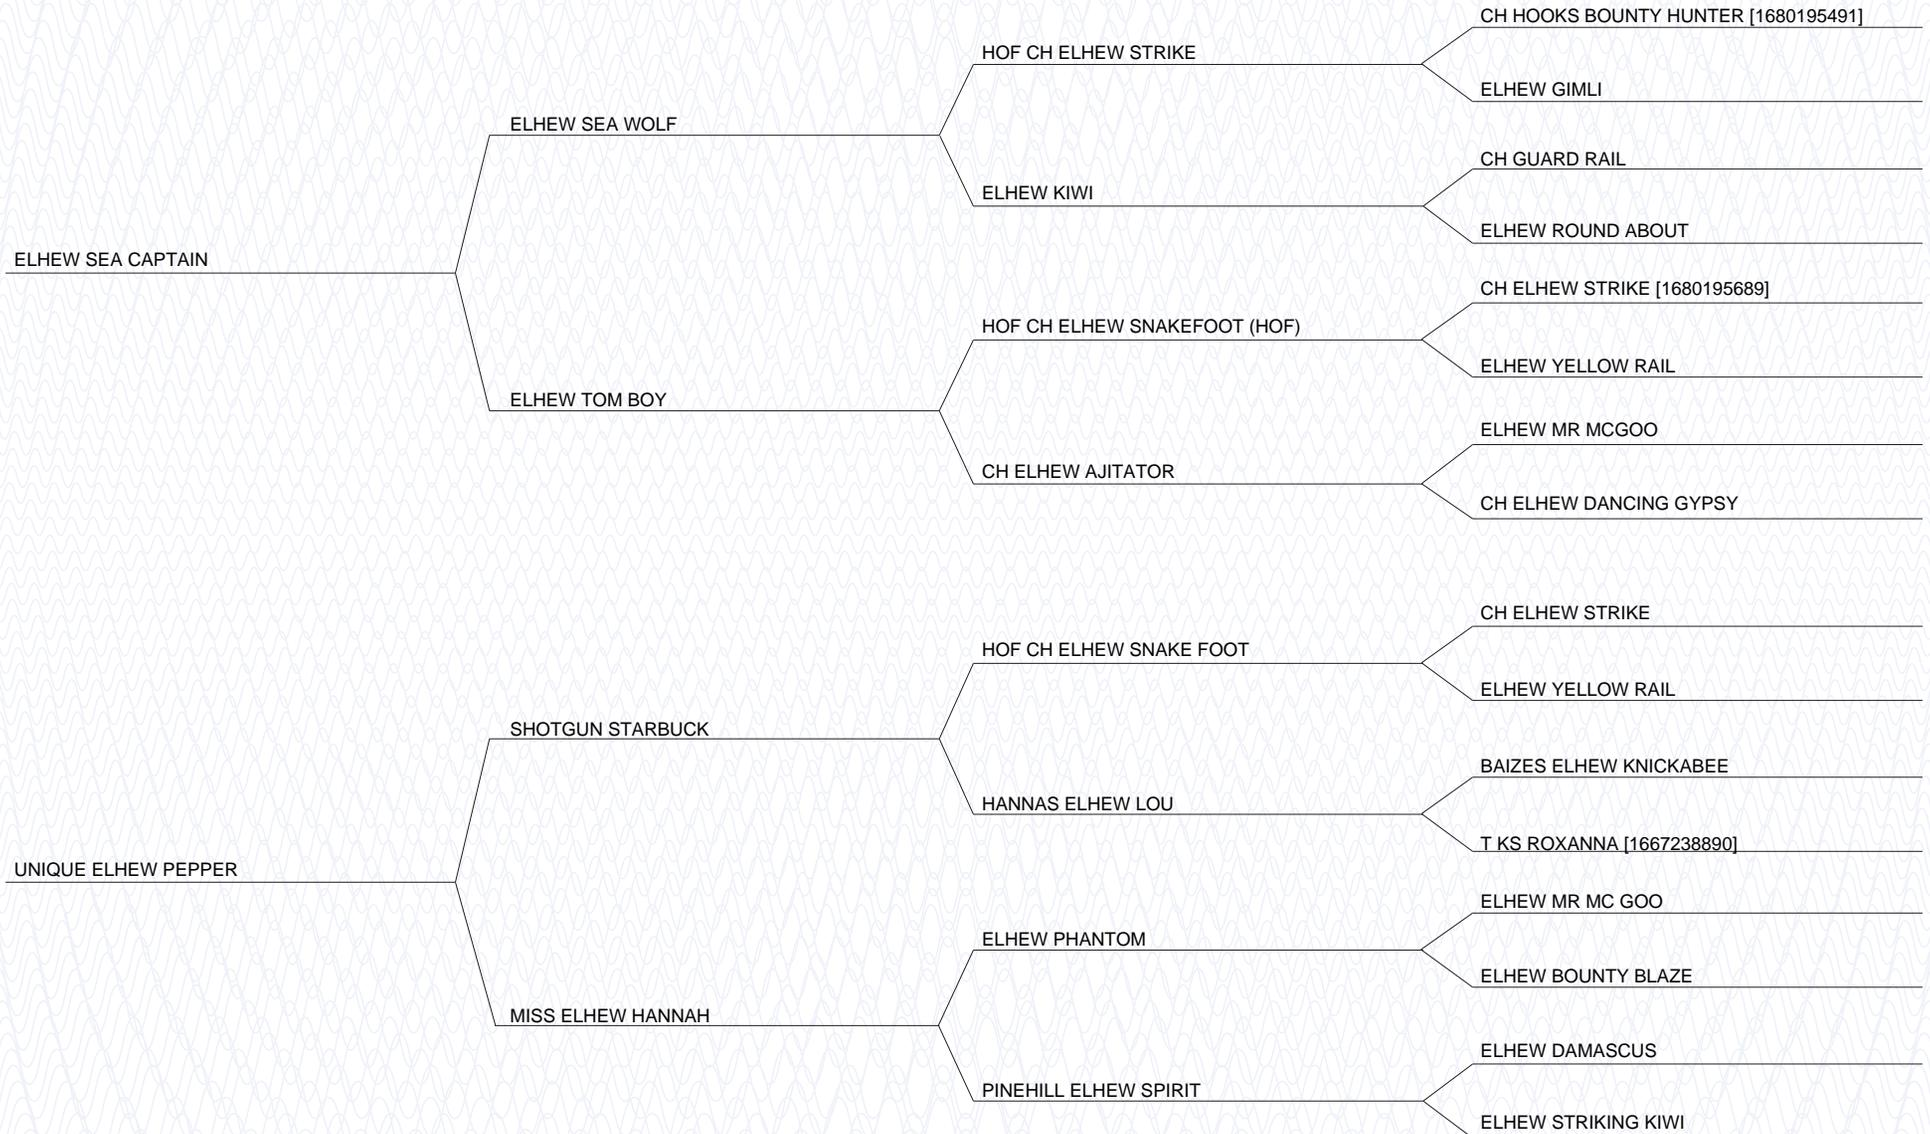 CH HOOKS BOUNTY HUNTER [1680195491]
HOF CH ELHEW STRIKE
ELHEW GIMLI
ELHEW SEA WOLF
CH GUARD RAIL
ELHEW KIWI
ELHEW ROUND ABOUT
ELHEW SEA CAPTAIN
CH ELHEW STRIKE [1680195689]
HOF CH ELHEW SNAKEFOOT (HOF)
ELHEW YELLOW RAIL
ELHEW TOM BOY
ELHEW MR MCGOO
CH ELHEW AJITATOR
CH ELHEW DANCING GYPSY
CH ELHEW STRIKE
HOF CH ELHEW SNAKE FOOT
ELHEW YELLOW RAIL
SHOTGUN STARBUCK
BAIZES ELHEW KNICKABEE
HANNAS ELHEW LOU
T KS ROXANNA [1667238890]
UNIQUE ELHEW PEPPER
ELHEW MR MC GOO
ELHEW PHANTOM
ELHEW BOUNTY BLAZE
MISS ELHEW HANNAH
ELHEW DAMASCUS
PINEHILL ELHEW SPIRIT
ELHEW STRIKING KIWI